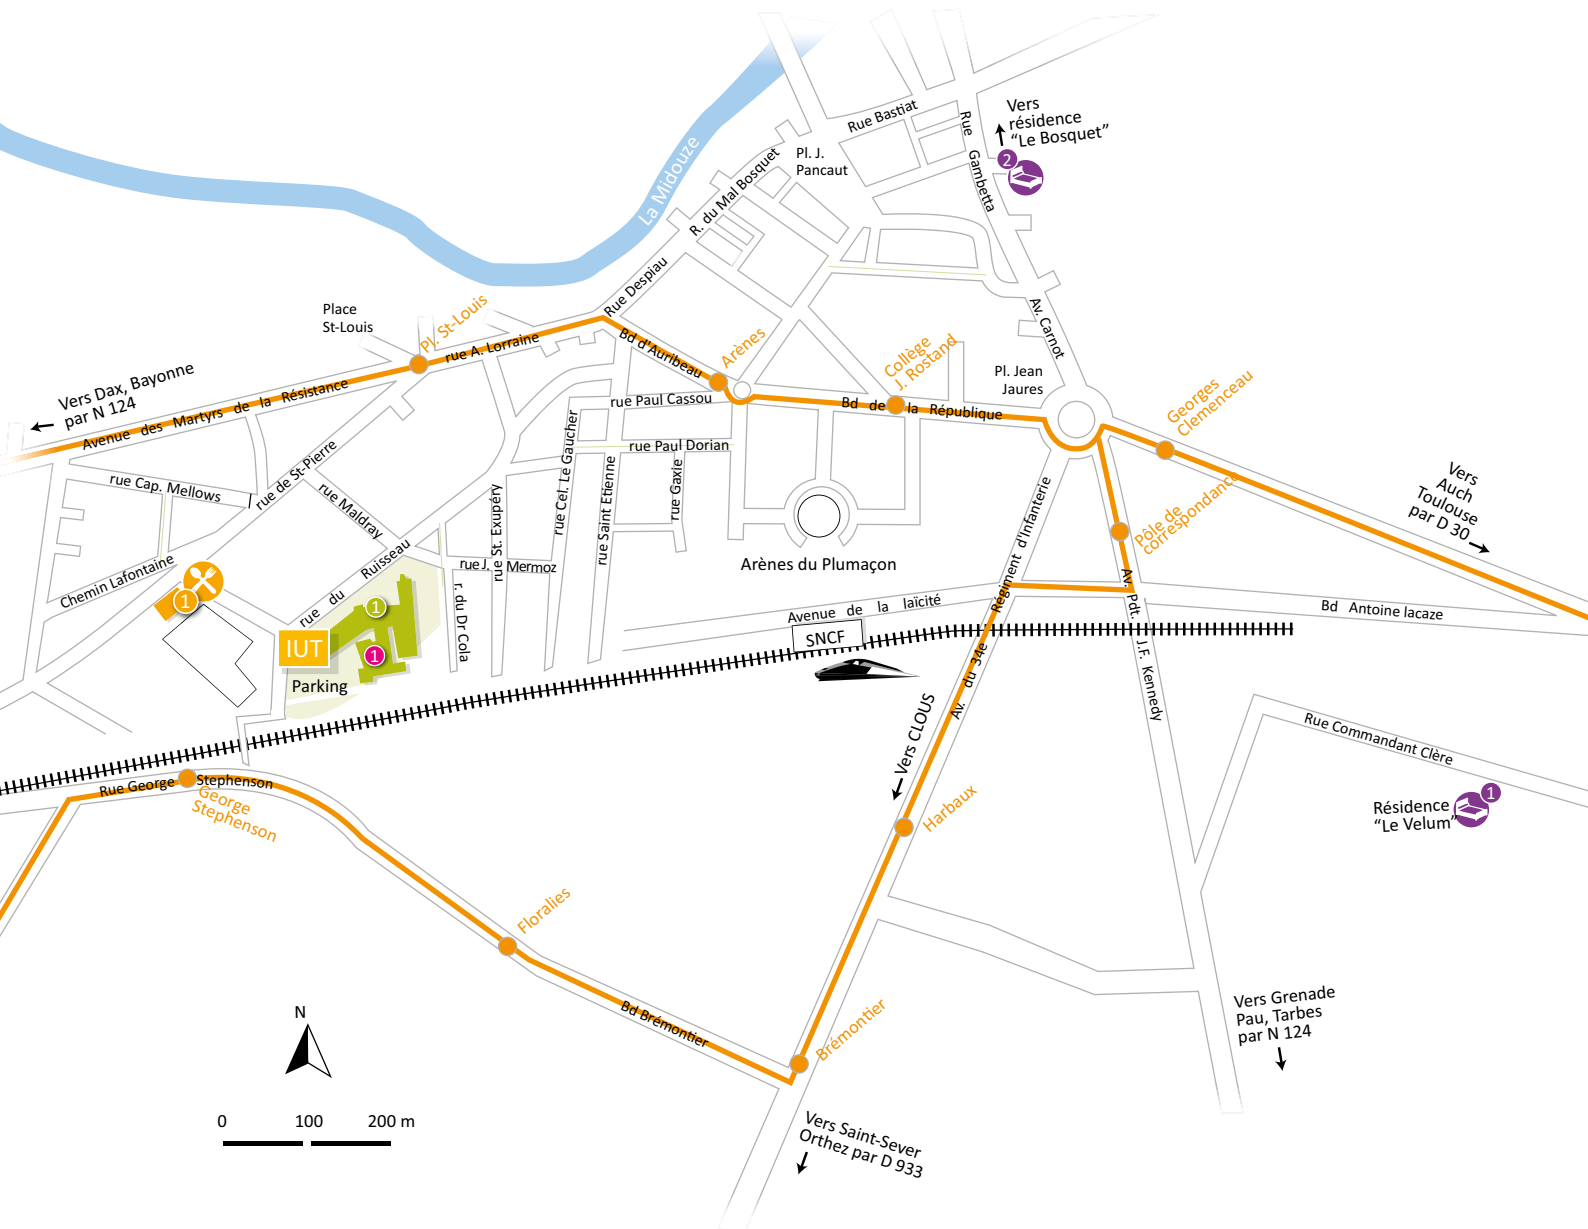 Vers
résidence
“Le Bosquet”
2
Rue Bastiat
Rue Gambetta
Pl. J.
Pancaut
La Midouze
R. du Mal Bosquet
Rue Despiau
Place
St-Louis
Pl. St-Louis
rue A. Lorraine
Bd d'Auribeau
Arènes
Collège
J. Rostand
Av. Carnot
Pl. Jean
Jaures
Georges
Clemenceau
Vers Dax, Bayonne
par N 124
Avenue des Martyrs de la Résistance
rue Paul Cassou
Bd de la République
rue Paul Dorian
rue Cap. Mellows
rue de St-Pierre
rue Maldray
rue St. Exupéry
rue Cel. Le Gaucher
rue Saint Etienne
rue Gaxie
Vers
Auch
Toulouse
par D 30
Pôle de
correspondance
Av. du 34e Régiment d'Infanterie
Arènes du Plumaçon
Chemin Lafontaine
rue du Ruisseau
rue J. Mermoz
r. du Dr Cola
1
1
1
IUT
Parking
Avenue de la laïcité
SNCF
Bd Antoine lacaze
Av. Pdt. J.F. Kennedy
Vers CLOUS
Rue Commandant Clère
Résidence
“Le Velum”
1
Rue George Stephenson
George
Stephenson
Harbaux
Floralies
Bd Brémontier
Brémontier
Vers Grenade
Pau, Tarbes
par N 124
N
0 100 200 m
Vers Saint-Sever
Orthez par D 933